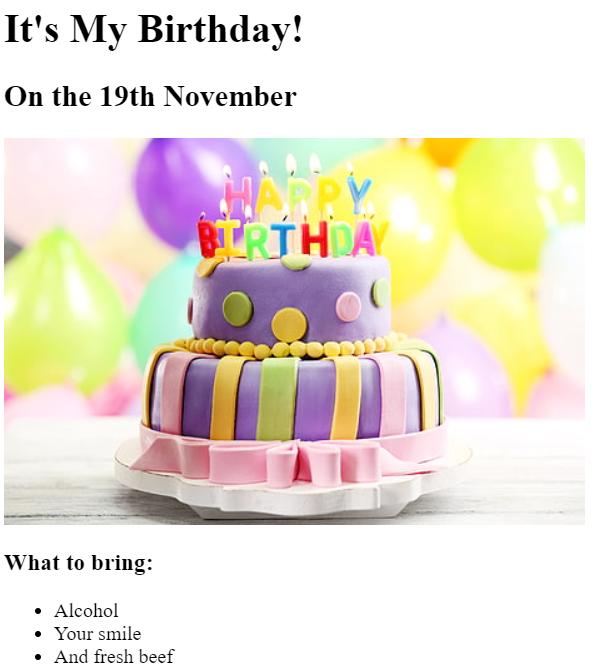 It's My Birthday!
On the 19th November
HAPPY
BIRTHDAY
What to bring:
Alcohol
Your smile
And fresh beef